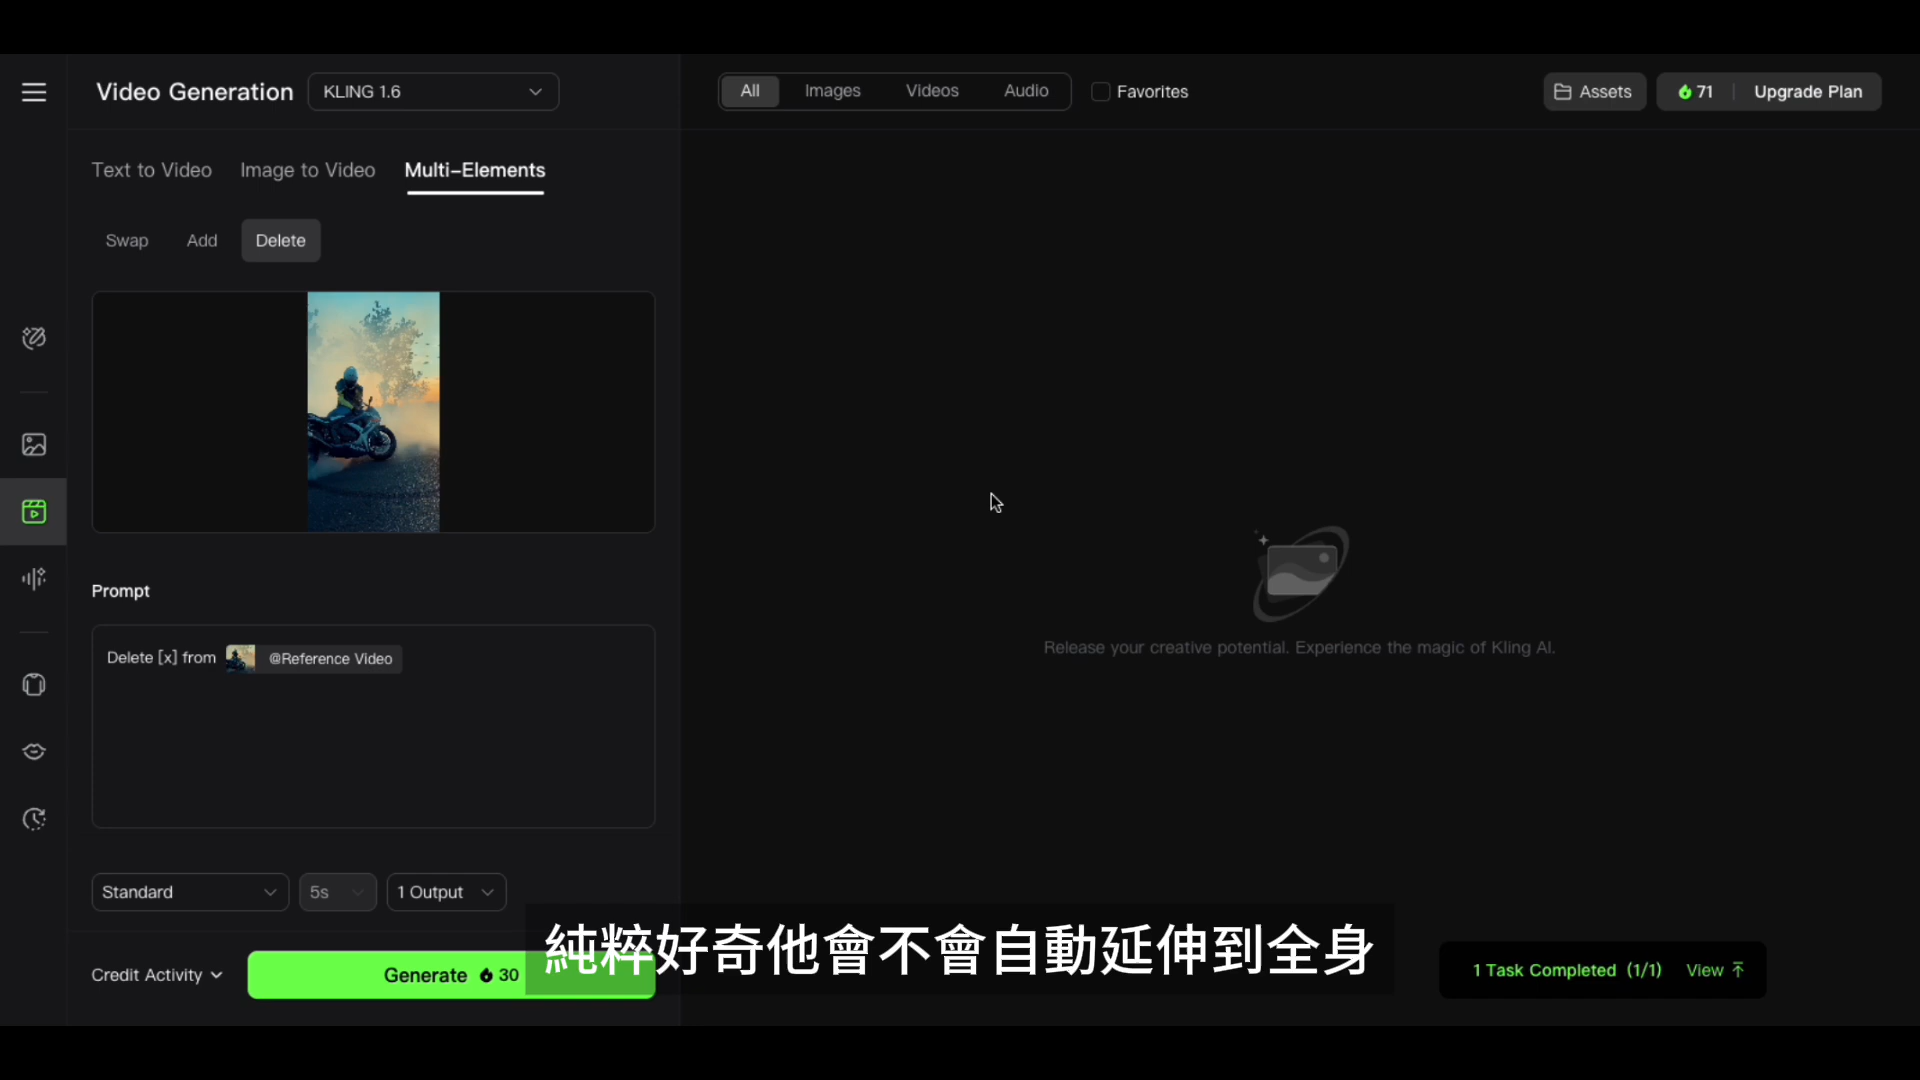 Video Generation
KLING 1.6
All
Images
Videos
Audio
Favorites
Assets
71
Upgrade Plan
Text to Video
Image to Video
Multi-Elements
Swap
Add
Delete
Prompt
Delete [x] from @Reference Video
Release your creative potential. Experience the magic of Kling AI.
Standard
5s
1 Output
Credit Activity
Generate 30
純粹好奇他會不會自動延伸到全身
1 Task Completed (1/1)
View